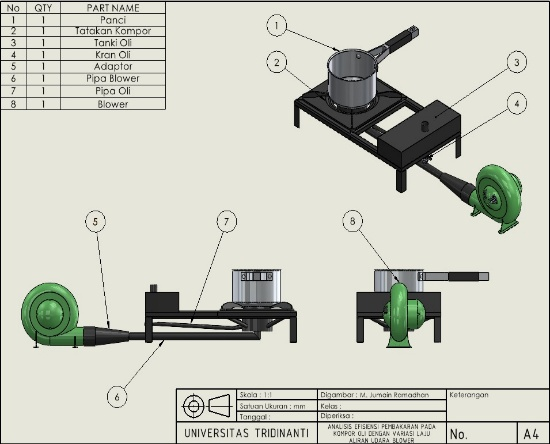 No QTY PART NAME
1 1 Panci
2 1 Tatakan Kompor
3 1 Tanki Oli
4 1 Kran Oli
5 1 Adaptor
6 1 Pipa Blower
7 1 Pipa Oli
8 1 Blower
1
2
3
4
5
7
8
6
Skala : 1:1 Digambar : M. Jumain Ramadhan Keterangan
Satuan Ukuran : mm Kelas :
Tanggal : Diperiksa :
UNIVERSITAS TRIDINANTI
ANALISIS EFISIENSI PEMBAKARAN PADA
KOMPOR OLI DENGAN VARIASI LAJU
ALIRAN UDARA BLOWER
No. A4